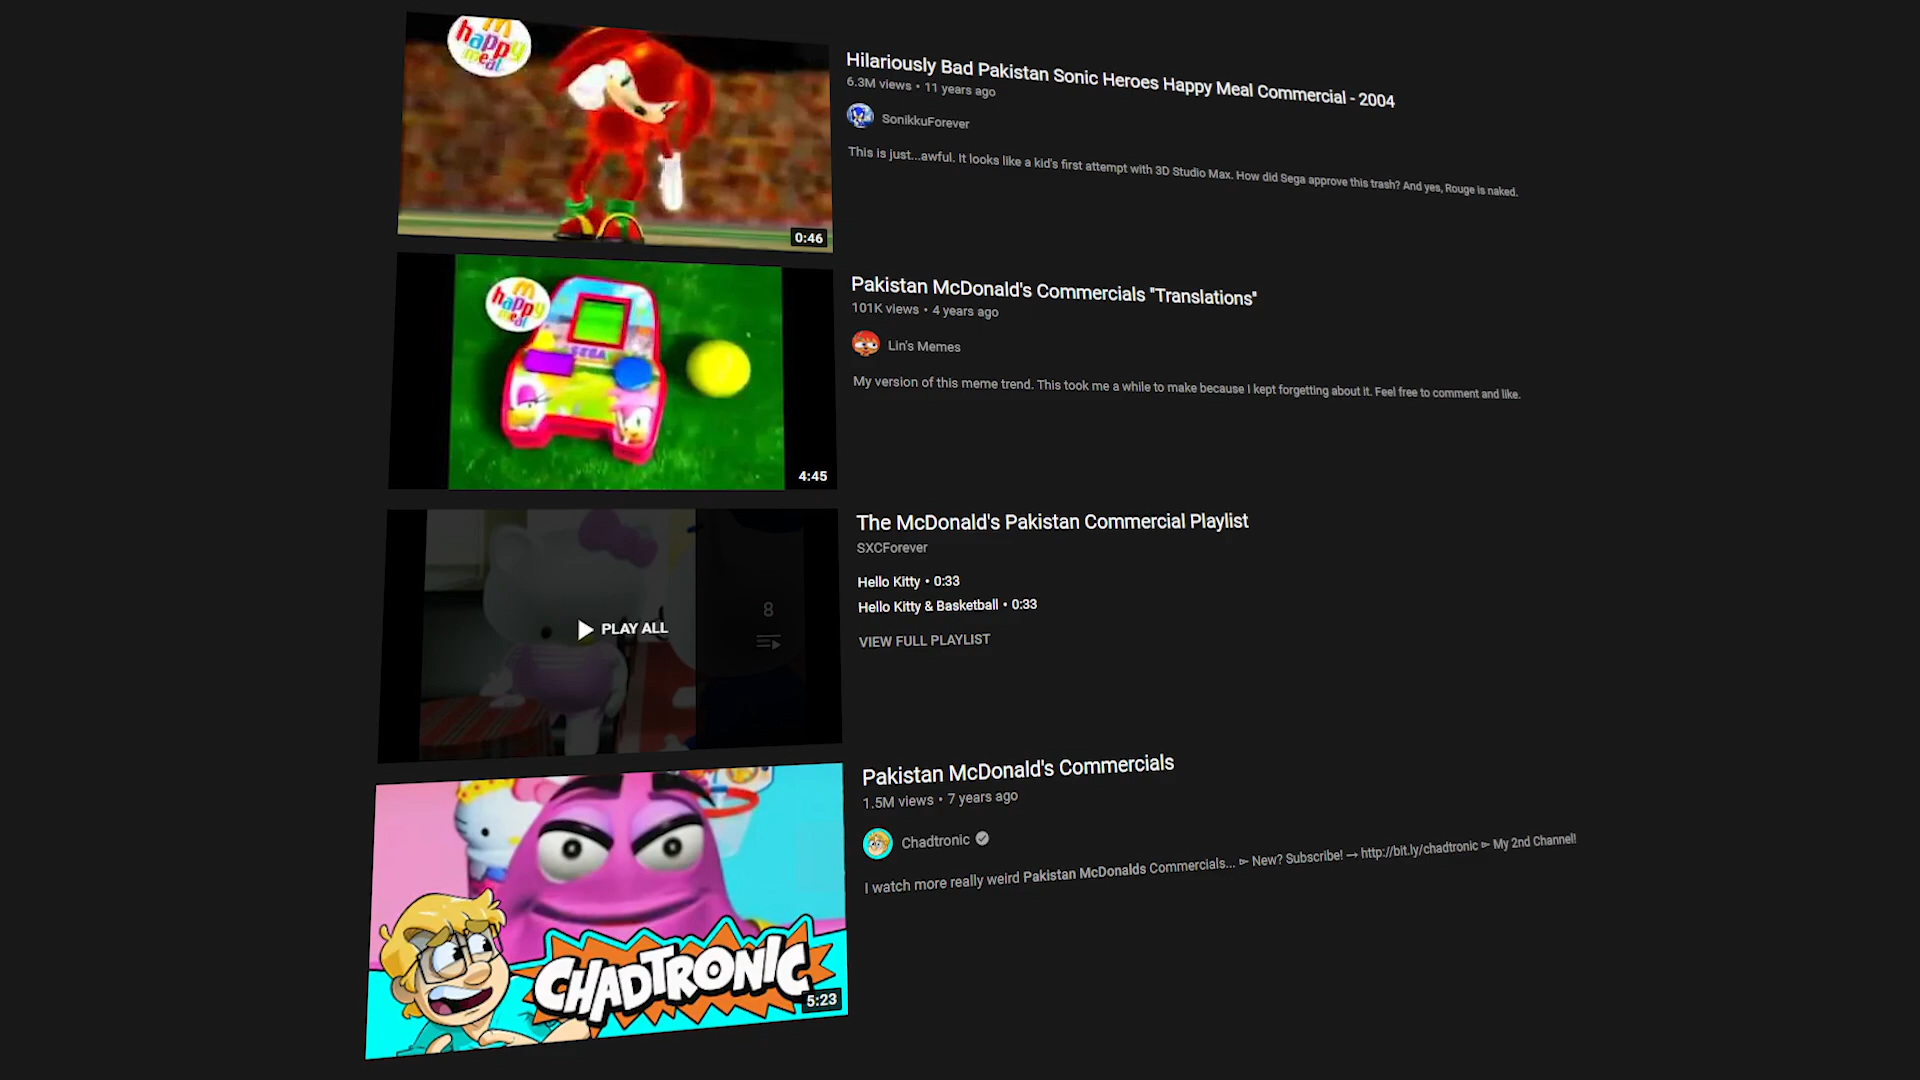 happy
meal
0:46
Hilariously Bad Pakistan Sonic Heroes Happy Meal Commercial - 2004
6.3M views • 11 years ago
SonikkuForever
This is just...awful. It looks like a kid's first attempt with 3D Studio Max. How did Sega approve this trash? And yes, Rouge is naked.
happy
meal
SEGA
4:45
Pakistan McDonald's Commercials "Translations"
101K views • 4 years ago
Lin's Memes
My version of this meme trend. This took me a while to make because I kept forgetting about it. Feel free to comment and like.
PLAY ALL
8
The McDonald's Pakistan Commercial Playlist
SXCForever
Hello Kitty • 0:33
Hello Kitty & Basketball • 0:33
VIEW FULL PLAYLIST
CHADTRONIC
5:23
Pakistan McDonald's Commercials
1.5M views • 7 years ago
Chadtronic
I watch more really weird Pakistan McDonalds Commercials... ▻ New? Subscribe! → http://bit.ly/chadtronic ▻ My 2nd Channel!